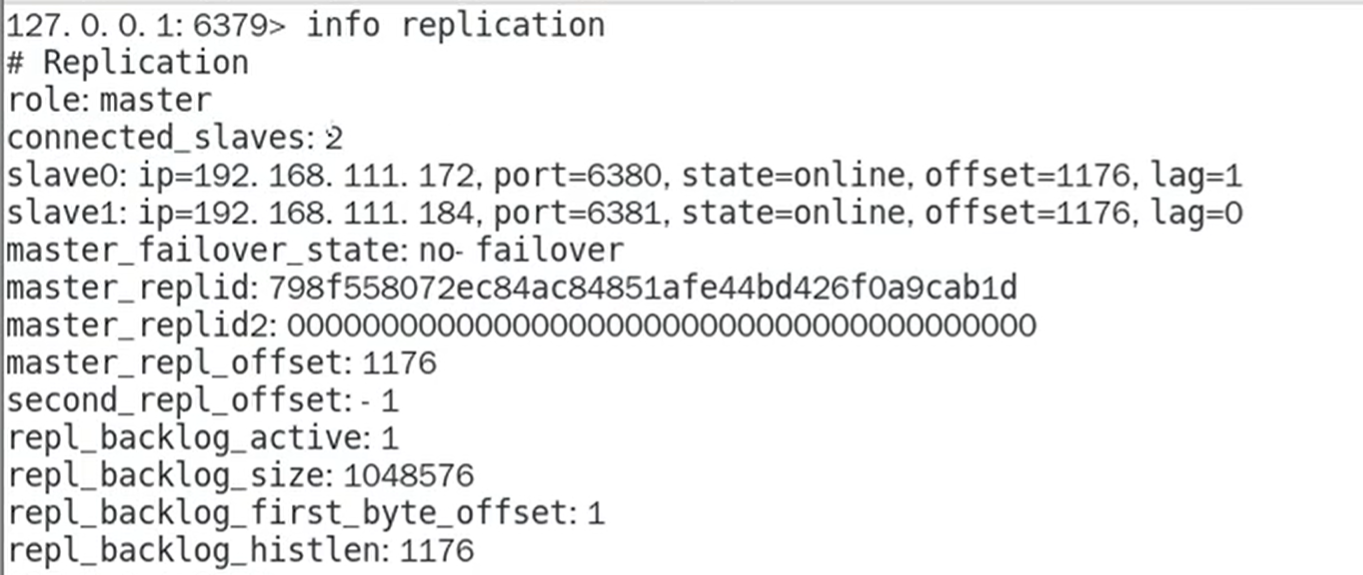 127. 0. 0. 1: 6379> info replication
# Replication
role: master
connected_slaves: 2
slave0: ip=192. 168. 111. 172, port=6380, state=online, offset=1176, lag=1
slave1: ip=192. 168. 111. 184, port=6381, state=online, offset=1176, lag=0
master_failover_state: no- failover
master_replid: 798f558072ec84ac84851afe44bd426f0a9cab1d
master_replid2: 0000000000000000000000000000000000000000
master_repl_offset: 1176
second_repl_offset: - 1
repl_backlog_active: 1
repl_backlog_size: 1048576
repl_backlog_first_byte_offset: 1
repl_backlog_histlen: 1176